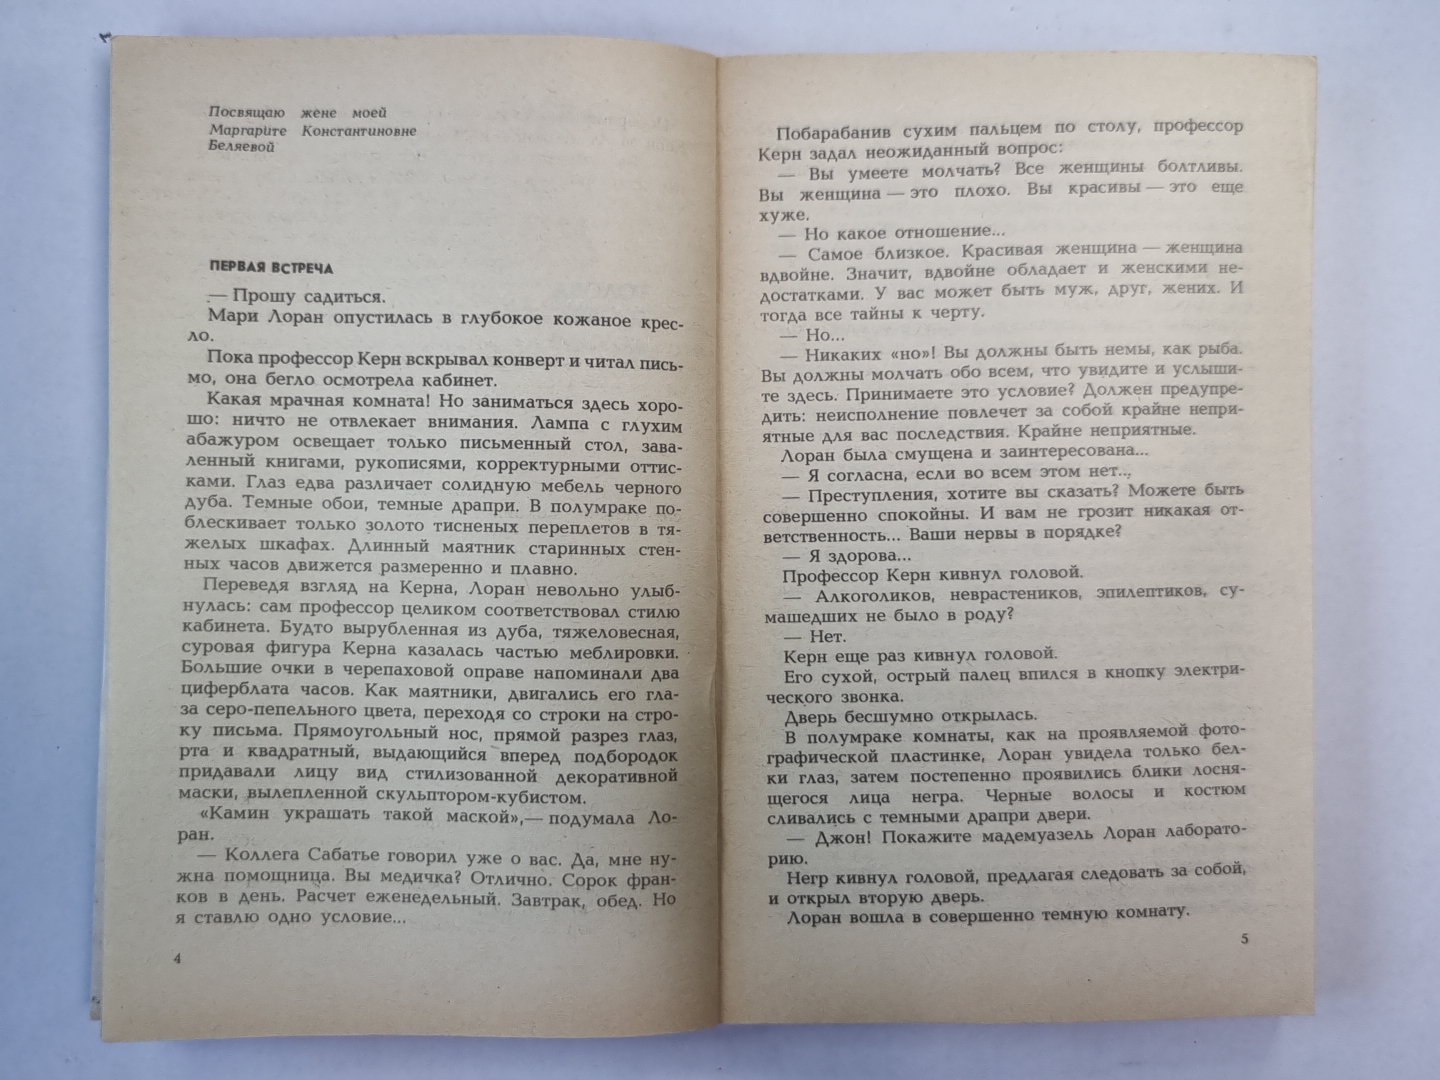 Посвящаю жене моей
Маргарите Константиновне
Беляевой
ПЕРВАЯ ВСТРЕЧА
— Прошу садиться.
Мари Лоран опустилась в глубокое кожаное крес-
ло.
Пока профессор Керн вскрывал конверт и читал пись-
мо, она бегло осмотрела кабинет.
Какая мрачная комната! Но заниматься здесь хоро-
шо: ничто не отвлекает внимания. Лампа с глухим
абажуром освещает только письменный стол, зава-
ленный книгами, рукописями, корректурными оттис-
ками. Глаз едва различает солидную мебель черного
дуба. Темные обои, темные драпри. В полумраке по-
блескивает только золото тисненых переплетов в тя-
желых шкафах. Длинный маятник старинных стен-
ных часов движется размеренно и плавно.
Переведя взгляд на Керна, Лоран невольно улыб-
нулась: сам профессор целиком соответствовал стилю
кабинета. Будто вырубленная из дуба, тяжеловесная,
суровая фигура Керна казалась частью меблировки.
Большие очки в черепаховой оправе напоминали два
циферблата часов. Как маятники, двигались его гла-
за серо-пепельного цвета, переходя со строки на стро-
ку письма. Прямоугольный нос, прямой разрез глаз,
рта и квадратный, выдающийся вперед подбородок
придавали лицу вид стилизованной декоративной
маски, вылепленной скульптором-кубистом.
«Камин украшать такой маской»,— подумала Ло-
ран.
— Коллега Сабатье говорил уже о вас. Да, мне ну-
жна помощница. Вы медичка? Отлично. Сорок фран-
ков в день. Расчет еженедельный. Завтрак, обед. Но
я ставлю одно условие...
4
Побарабанив сухим пальцем по столу, профессор
Керн задал неожиданный вопрос:
— Вы умеете молчать? Все женщины болтливы.
Вы женщина — это плохо. Вы красивы — это еще
хуже.
— Но какое отношение...
— Самое близкое. Красивая женщина — женщина
вдвойне. Значит, вдвойне обладает и женскими не-
достатками. У вас может быть муж, друг, жених. И
тогда все тайны к черту.
— Но...
— Никаких «но»! Вы должны быть немы, как рыба.
Вы должны молчать обо всем, что увидите и услыши-
те здесь. Принимаете это условие? Должен предупре-
дить: неисполнение повлечет за собой крайне непри-
ятные для вас последствия. Крайне неприятные.
Лоран была смущена и заинтересована...
— Я согласна, если во всем этом нет...
— Преступления, хотите вы сказать? Можете быть
совершенно спокойны. И вам не грозит никакая от-
ветственность... Ваши нервы в порядке?
— Я здорова...
Профессор Керн кивнул головой.
— Алкоголиков, неврастеников, эпилептиков, су-
машедших не было в роду?
— Нет.
Керн еще раз кивнул головой.
Его сухой, острый палец впился в кнопку электри-
ческого звонка.
Дверь бесшумно открылась.
В полумраке комнаты, как на проявляемой фото-
графической пластинке, Лоран увидела только бел-
ки глаз, затем постепенно проявились блики лосня-
щегося лица негра. Черные волосы и костюм
сливались с темными драпри двери.
— Джон! Покажите мадемуазель Лоран лаборато-
рию.
Негр кивнул головой, предлагая следовать за собой,
и открыл вторую дверь.
Лоран вошла в совершенно темную комнату.
5